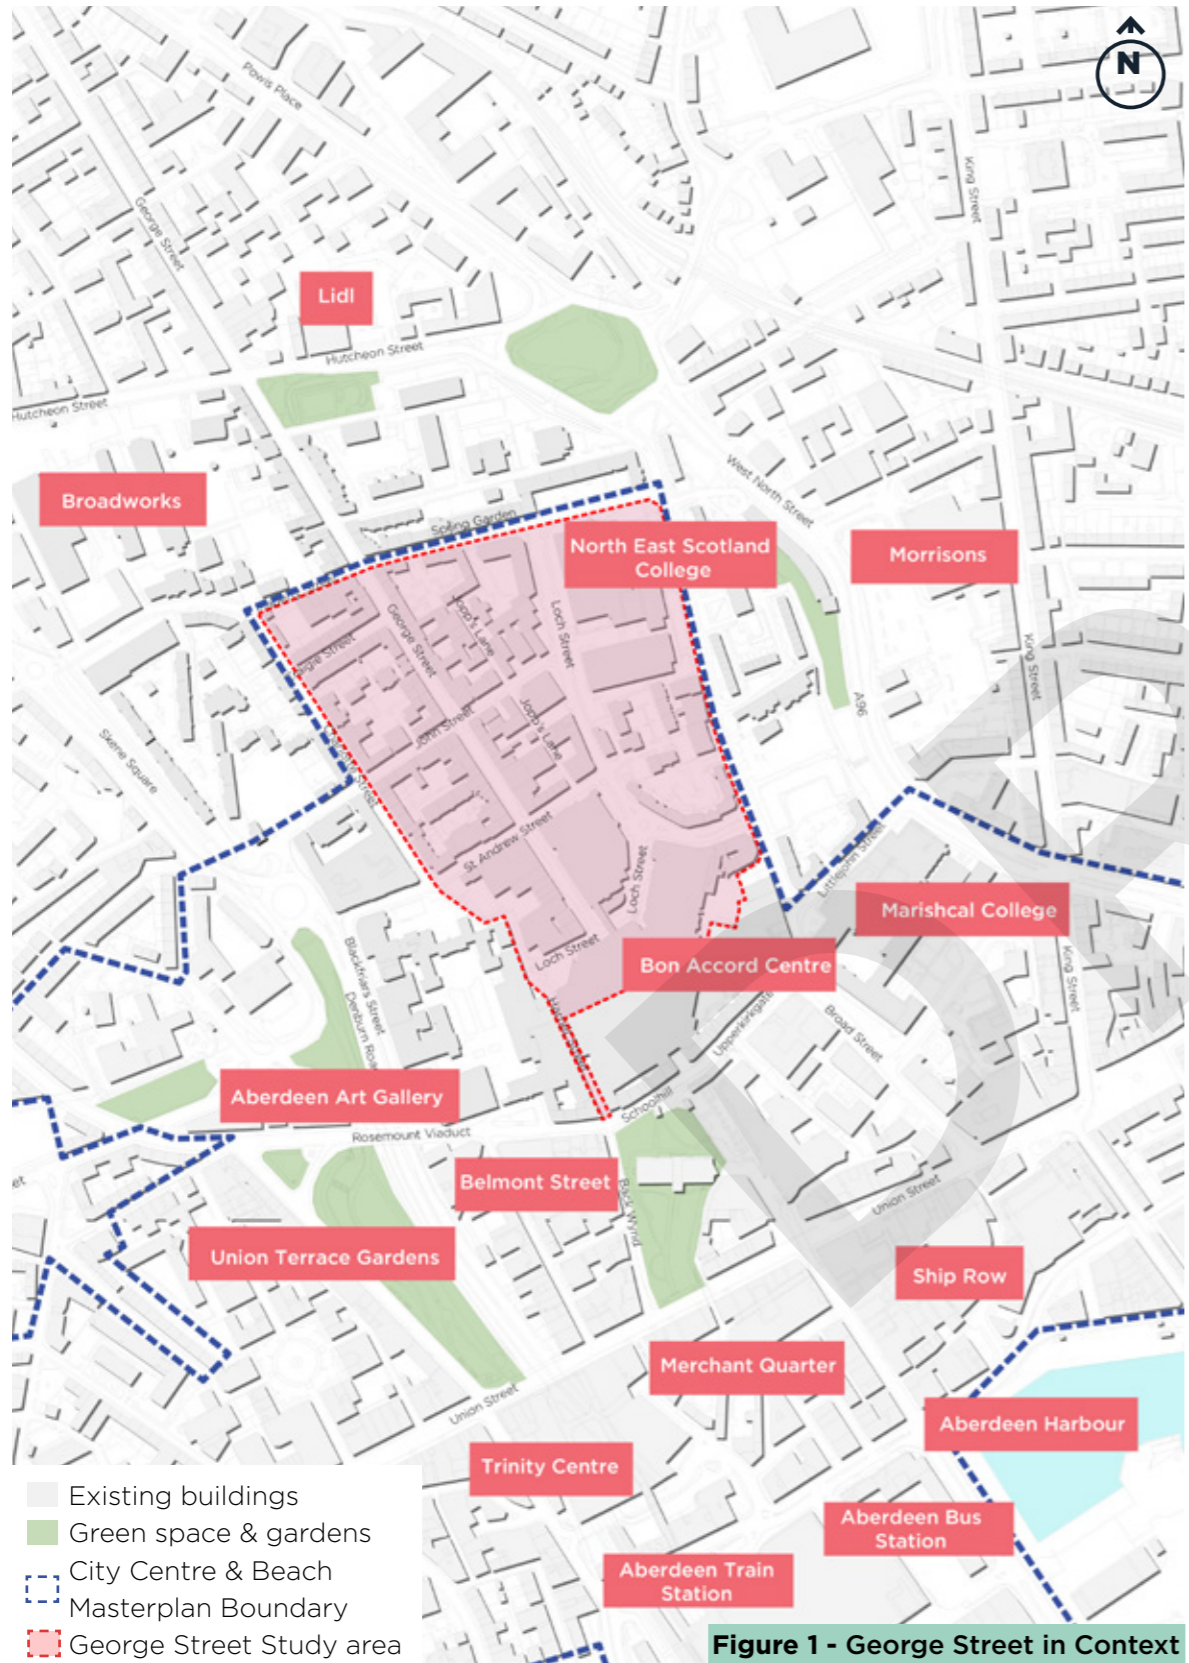 N
Powis Place
King Street
George Street
Lidl
Hutcheon Street
Hutcheon Street
West North Street
Broadworks
Spring Garden
North East Scotland
College
Morrisons
George Street
Jopp's Lane
Loch Street
King Street
A96
John Street
Jopp's Lane
Skene Square
St Andrew Street
Littlejohn Street
Loch Street
Marishcal College
Loch Street
Bon Accord Centre
King Street
Blackfriars Street
Denburn Road
Upperkirkgate
Broad Street
Aberdeen Art Gallery
Schoolhill
Rosemount Viaduct
Belmont Street
Back Wynd
Union Street
Union Terrace Gardens
Ship Row
Merchant Quarter
Union Street
Aberdeen Harbour
Trinity Centre
Aberdeen Bus
Station
Aberdeen Train
Station
Existing buildings
Green space & gardens
City Centre & Beach
Masterplan Boundary
George Street Study area
Figure 1 - George Street in Context